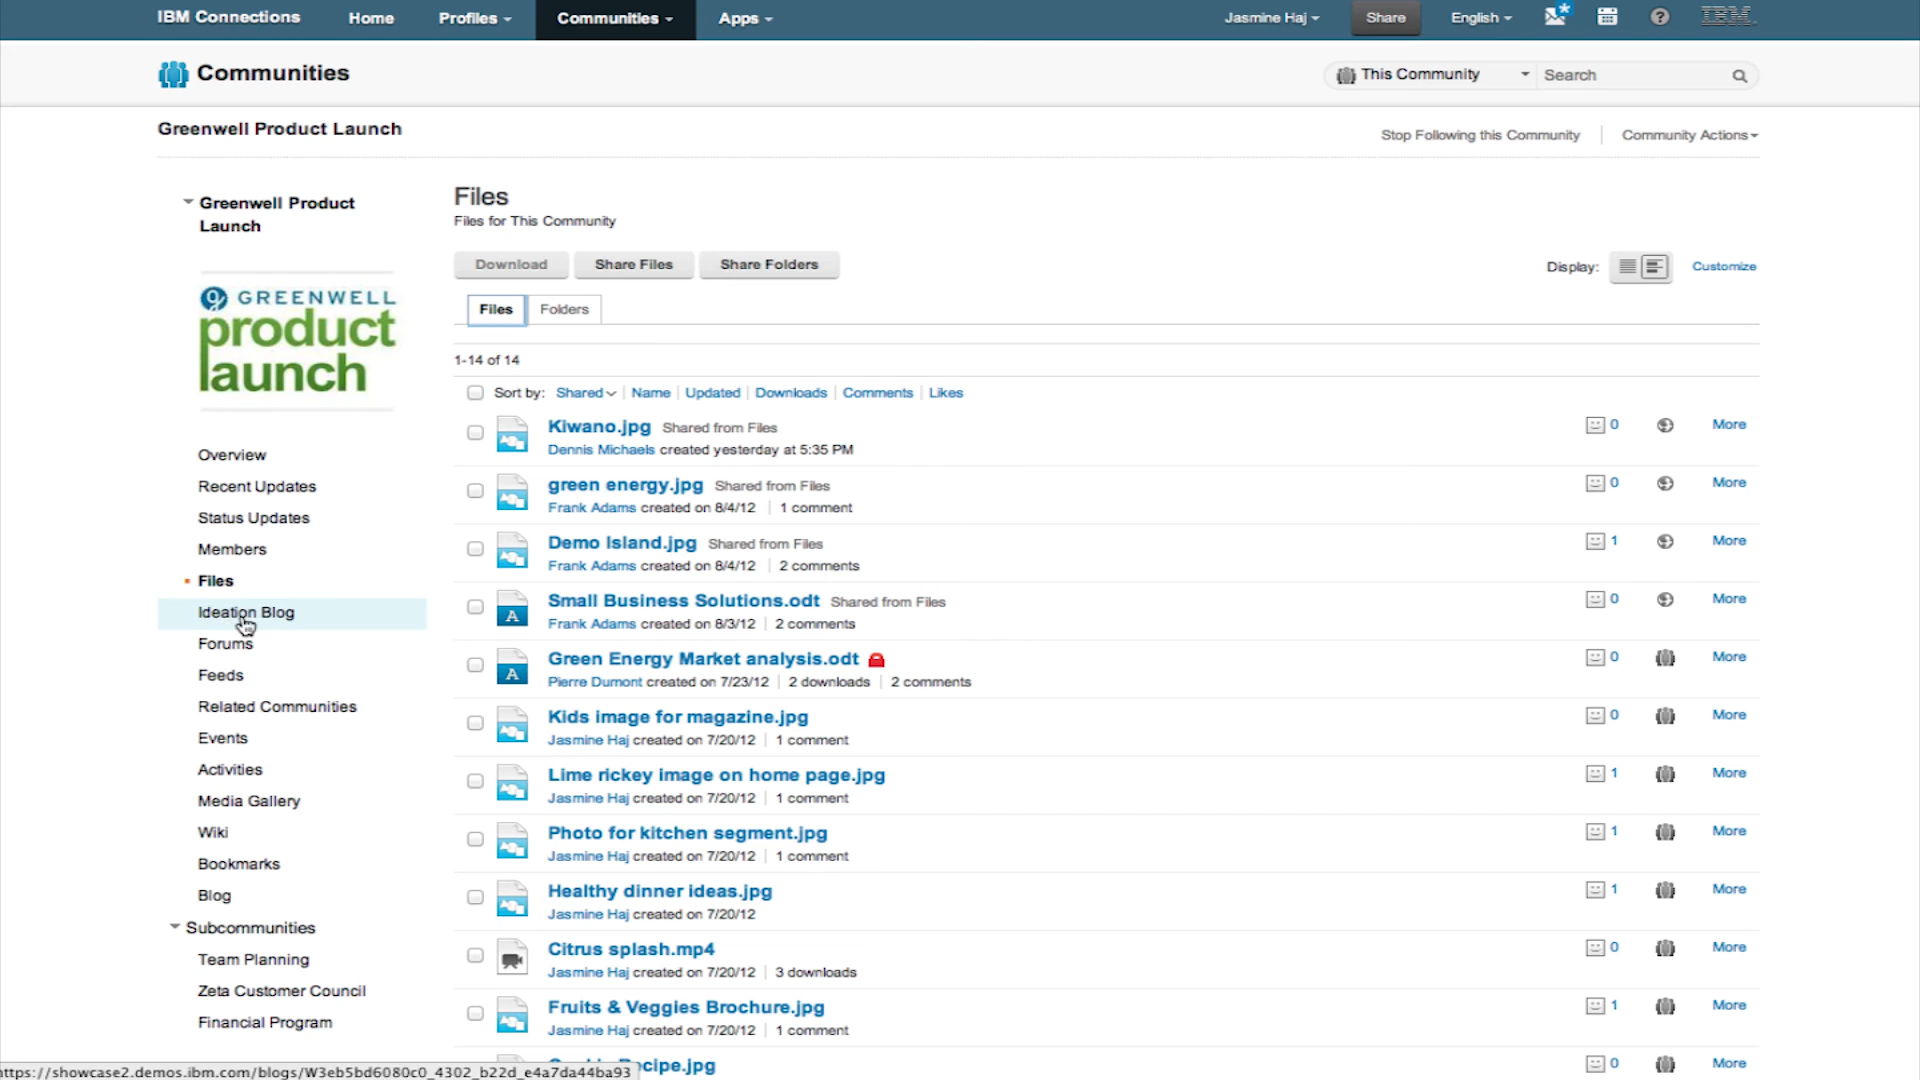 IBM Connections Home Profiles Communities Apps Jasmine Haj Share English IBM
Communities This Community Search
Greenwell Product Launch Stop Following this Community Community Actions
Greenwell Product
Launch
GREENWELL
product
launch
Overview
Recent Updates
Status Updates
Members
Files
Ideation Blog
Forums
Feeds
Related Communities
Events
Activities
Media Gallery
Wiki
Bookmarks
Blog
Subcommunities
Team Planning
Zeta Customer Council
Financial Program
Files
Files for This Community
Download Share Files Share Folders Display: Customize
Files Folders
1-14 of 14
Sort by: Shared Name Updated Downloads Comments Likes
Kiwano.jpg Shared from Files 0 More
Dennis Michaels created yesterday at 5:35 PM
green energy.jpg Shared from Files 0 More
Frank Adams created on 8/4/12 1 comment
Demo Island.jpg Shared from Files 1 More
Frank Adams created on 8/4/12 2 comments
Small Business Solutions.odt Shared from Files 0 More
Frank Adams created on 8/3/12 2 comments
Green Energy Market analysis.odt 0 More
Pierre Dumont created on 7/23/12 2 downloads 2 comments
Kids image for magazine.jpg 0 More
Jasmine Haj created on 7/20/12 1 comment
Lime rickey image on home page.jpg 1 More
Jasmine Haj created on 7/20/12 1 comment
Photo for kitchen segment.jpg 1 More
Jasmine Haj created on 7/20/12 1 comment
Healthy dinner ideas.jpg 1 More
Jasmine Haj created on 7/20/12
Citrus splash.mp4 0 More
Jasmine Haj created on 7/20/12 3 downloads
Fruits & Veggies Brochure.jpg 1 More
Jasmine Haj created on 7/20/12 1 comment
cipe.jpg 0 More
https://showcase2.demos.ibm.com/blogs/W3eb5bd6080c0_4302_b22d_e4a7da44ba93